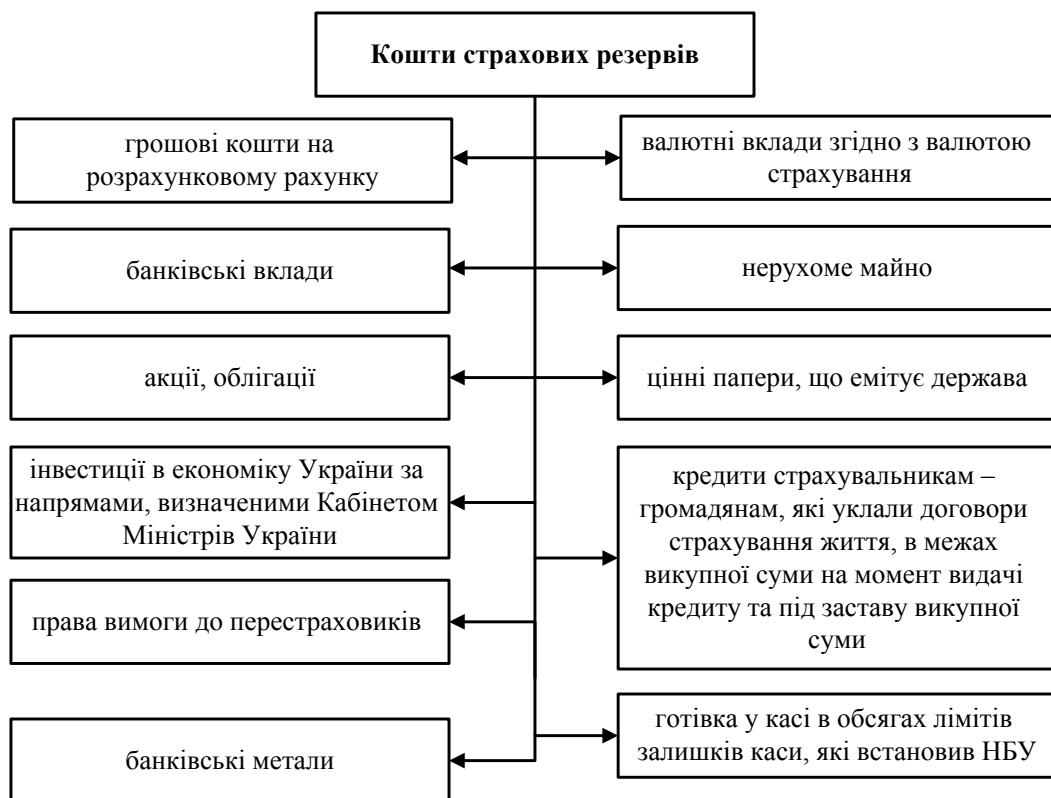 Кошти страхових резервів
грошові кошти на
розрахунковому рахунку
валютні вклади згідно з валютою
страхування
банківські вклади
нерухоме майно
акції, облігації
цінні папери, що емітує держава
інвестиції в економіку України за
напрямами, визначеними Кабінетом
Міністрів України
кредити страхувальникам –
громадянам, які уклали договори
страхування життя, в межах
викупної суми на момент видачі
кредиту та під заставу викупної
суми
права вимоги до перестраховиків
банківські метали
готівка у касі в обсягах лімітів
залишків каси, які встановив НБУ